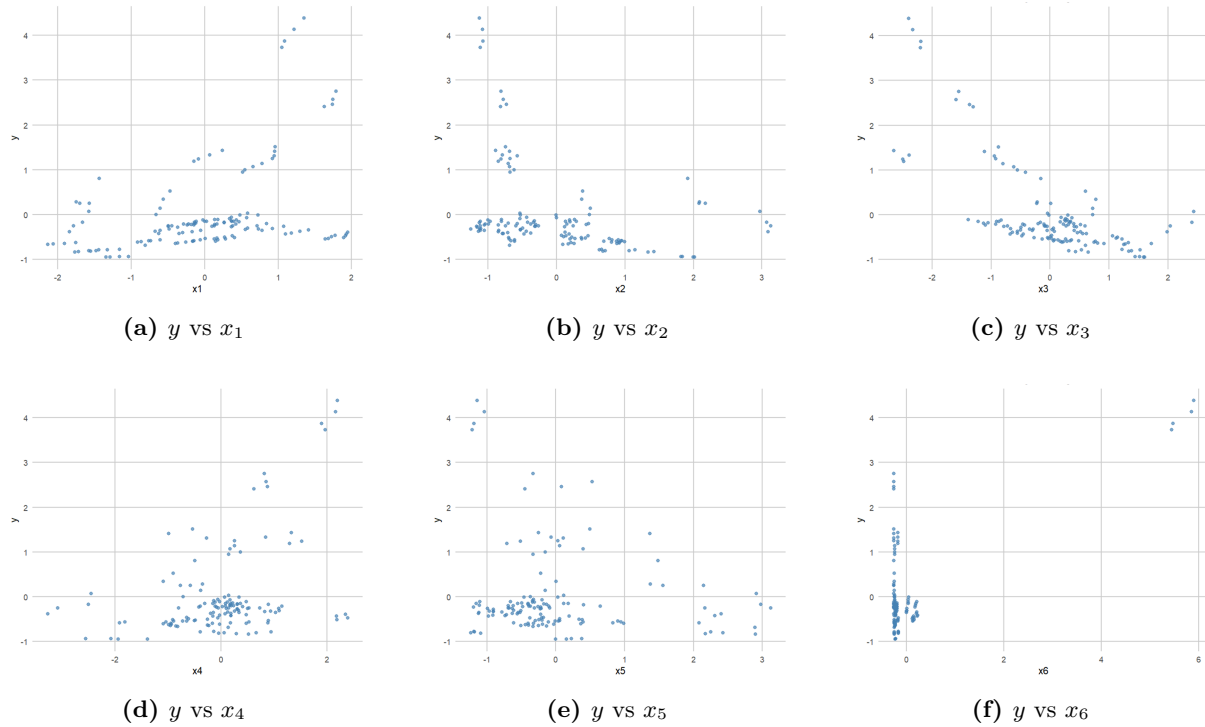 4
3
2
1
0
-1
y
-2 -1 0 1 2
x1
4
3
2
1
0
-1
y
-1 0 1 2 3
x2
4
3
2
1
0
-1
y
-2 -1 0 1 2
x3
(a) y vs x₁
(b) y vs x₂
(c) y vs x₃
4
3
2
1
0
-1
y
-2 0 2
x4
4
3
2
1
0
-1
y
-1 0 1 2 3
x5
4
3
2
1
0
-1
y
0 2 4 6
x6
(d) y vs x₄
(e) y vs x₅
(f) y vs x₆